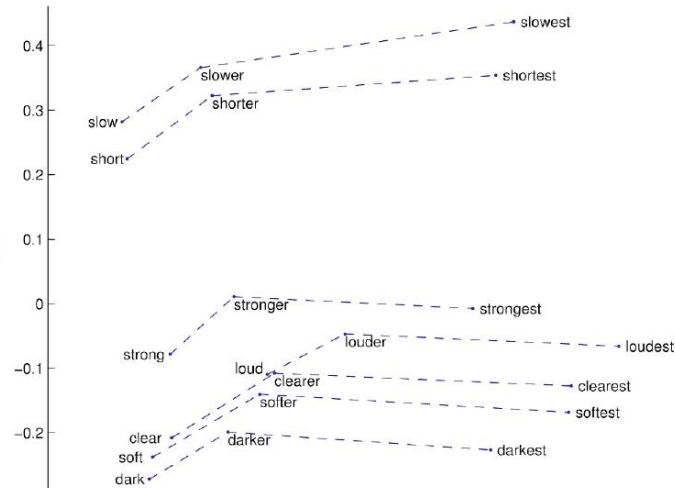 slowest
0.4
slower
shortest
0.3
shorter
slow
short
0.2
0.1
0
stronger
strongest
strong
louder
loudest
-0.1
loud
clearer
clearest
softer
softest
-0.2
clear
darker
soft
darkest
dark